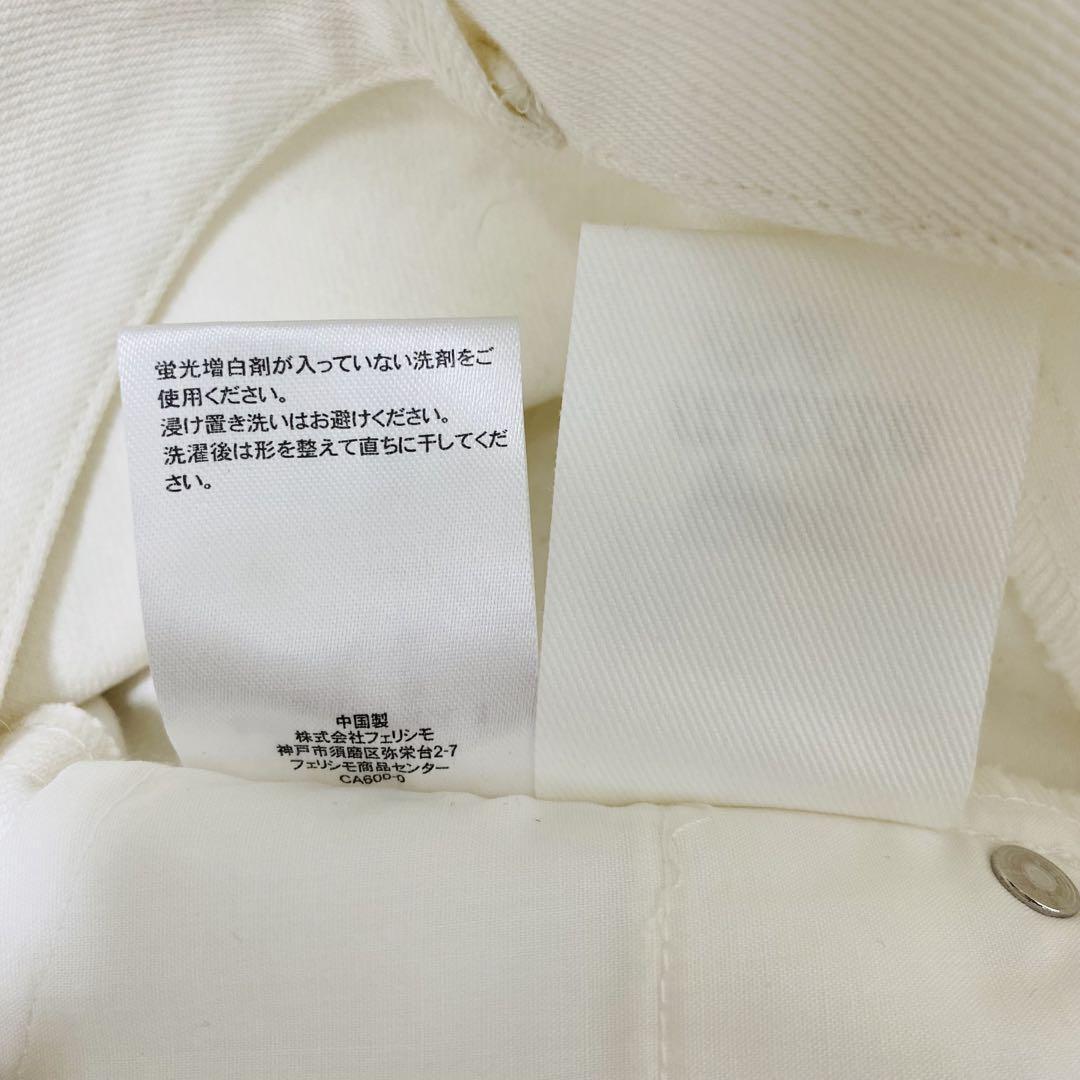 蛍光増白剤が入っていない洗剤をご
使用ください。
浸け置き洗いはお避けください。
洗濯後は形を整えて直ちに干してくだ
さい。
中国製
株式会社フェリシモ
神戸市須磨区弥栄台2-7
フェリシモ商品センター